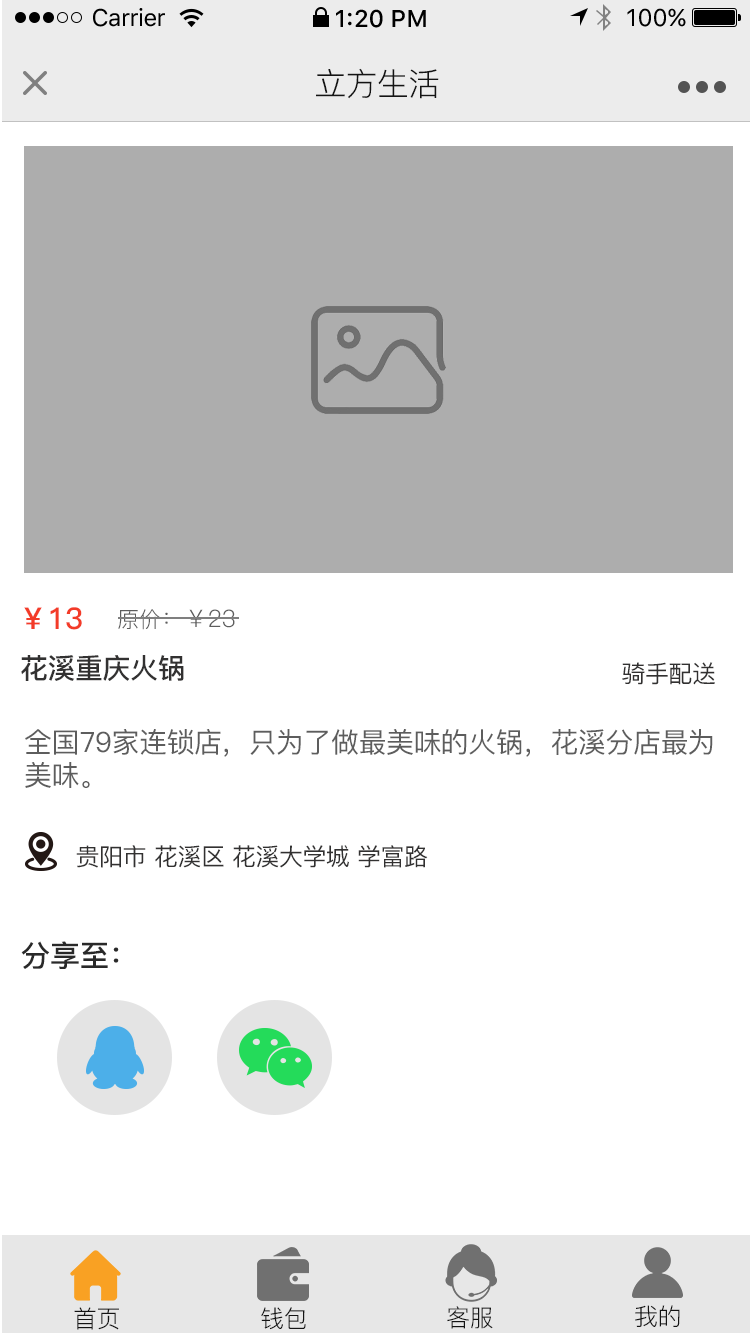 Carrier 1:20 PM 100%
立方生活
¥13 原价：¥23
花溪重庆火锅
骑手配送
全国79家连锁店，只为了做最美味的火锅，花溪分店最为
美味。
贵阳市 花溪区 花溪大学城 学富路
分享至：
首页 钱包 客服 我的